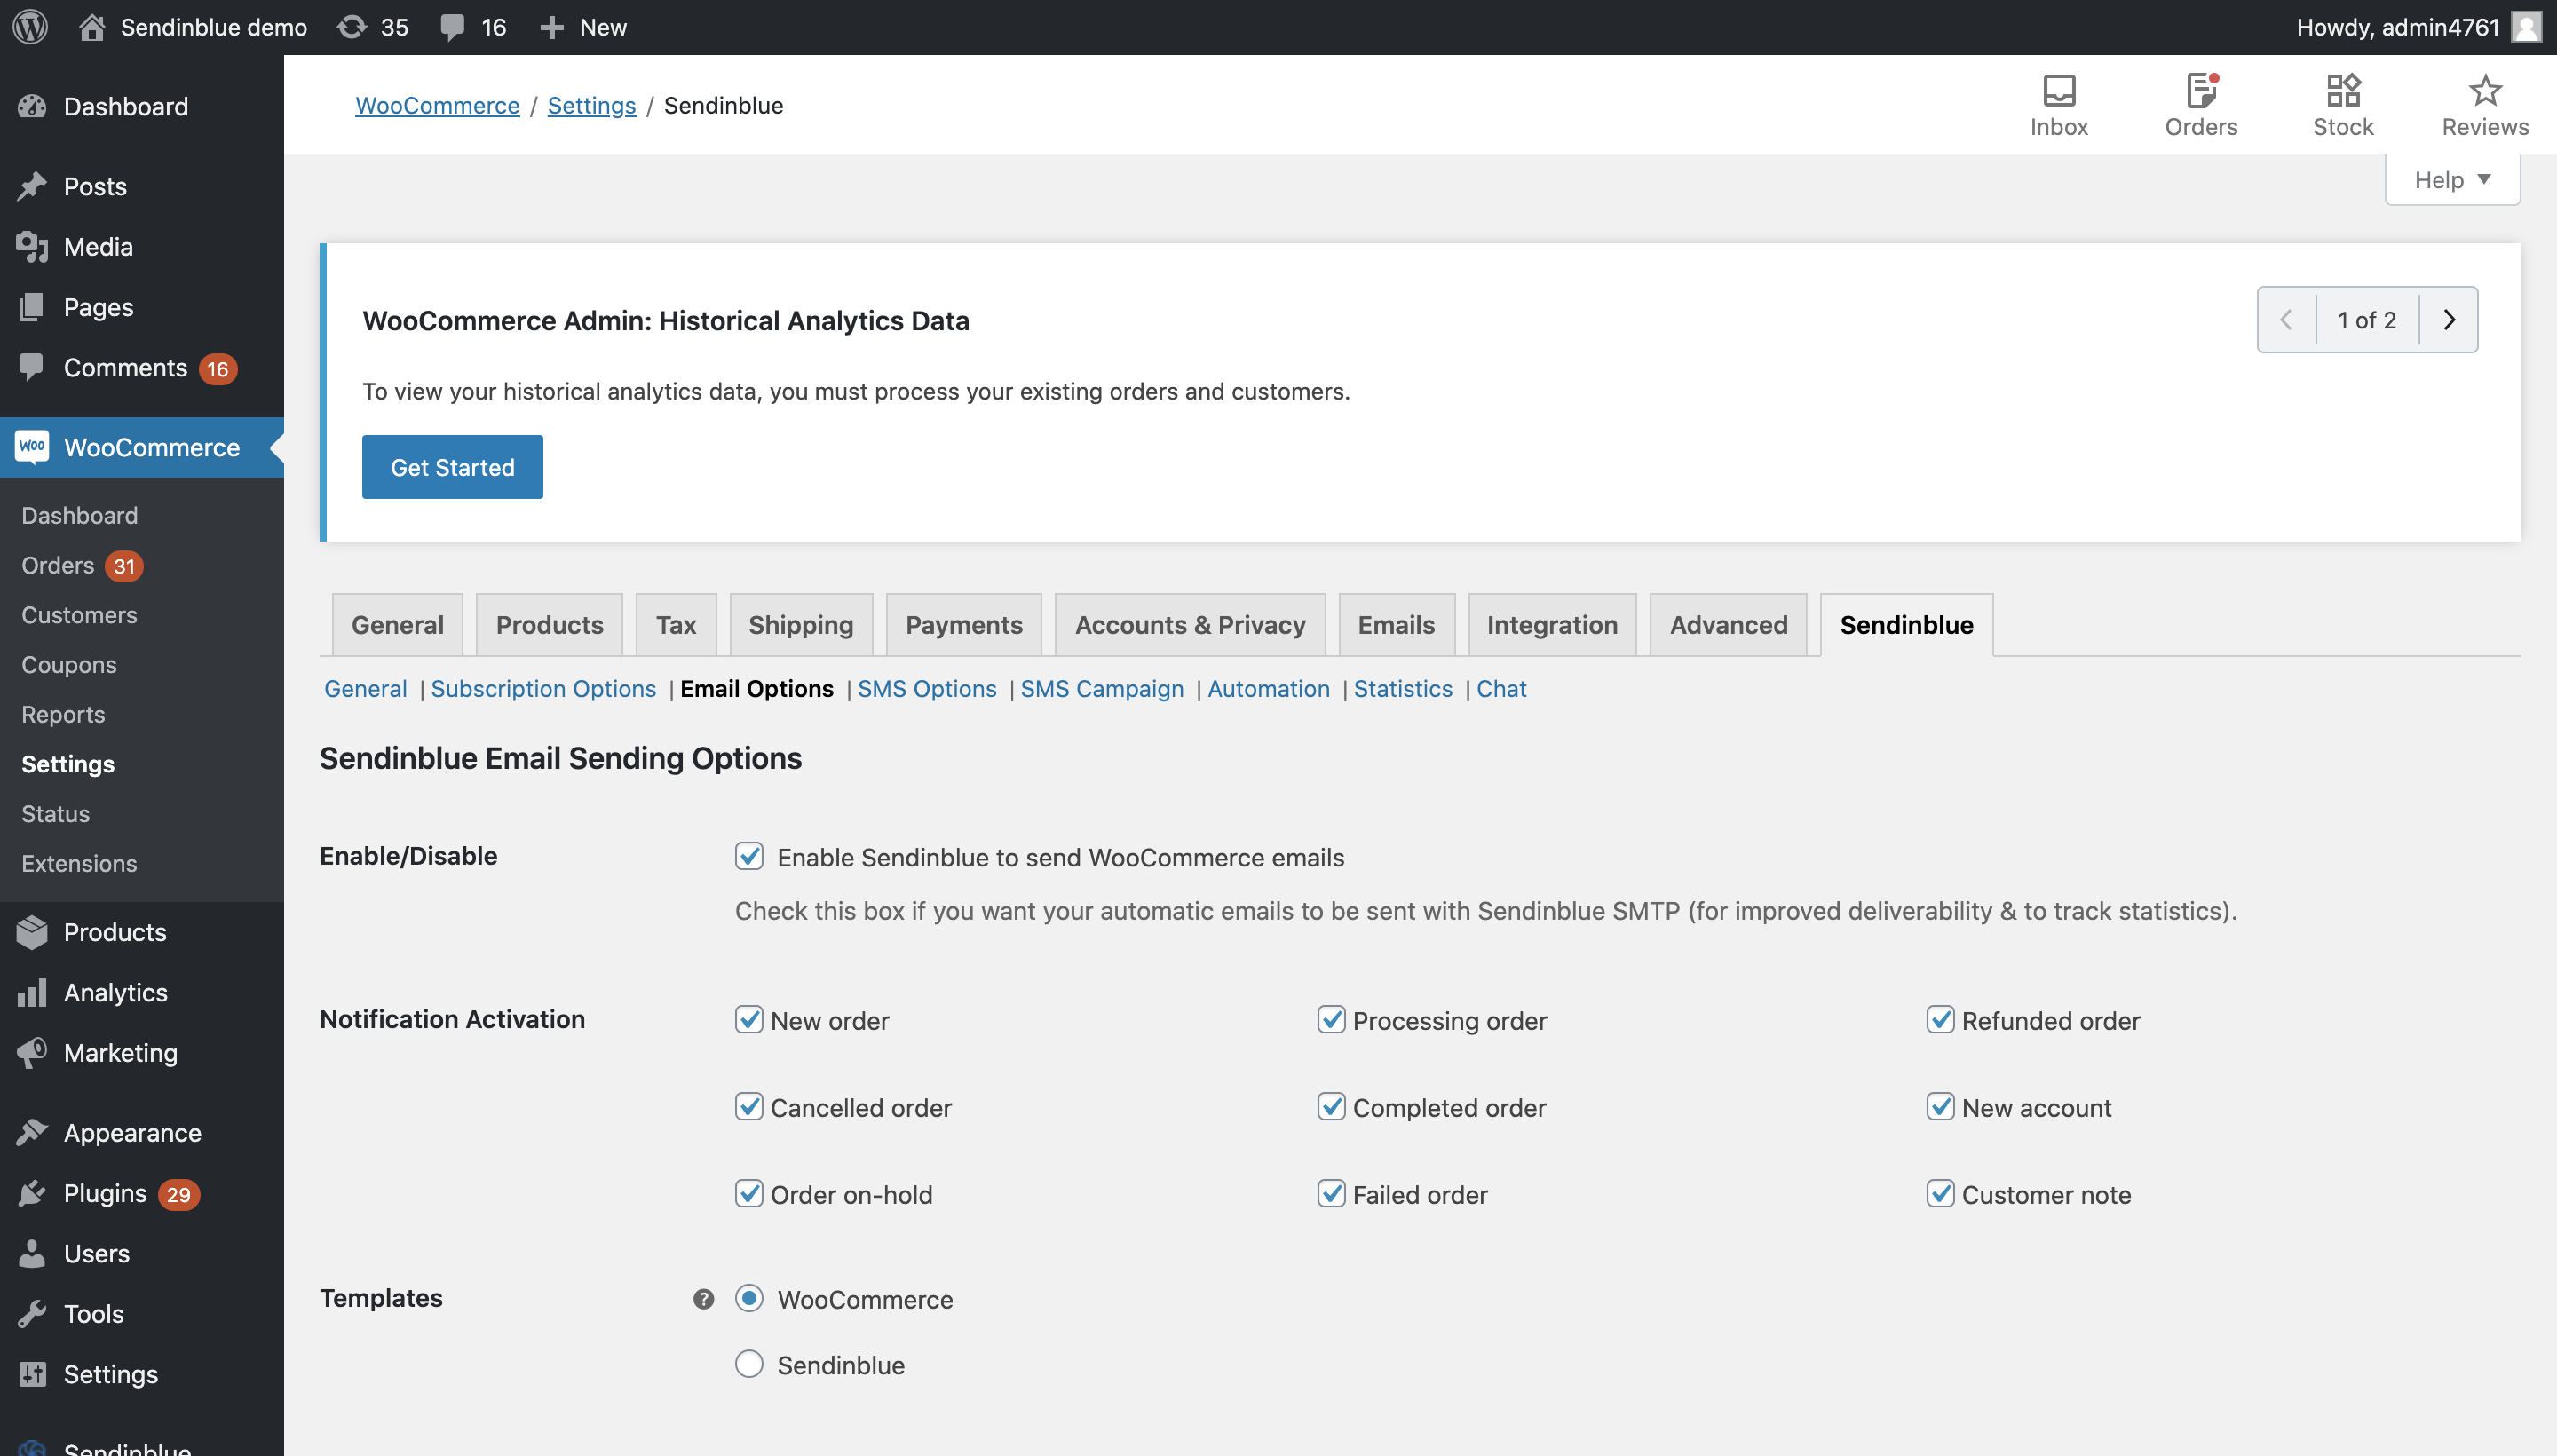 Sendinblue demo 35 16 New Howdy, admin4761
Dashboard
Posts
Media
Pages
Comments 16
WOO WooCommerce
Dashboard
Orders 31
Customers
Coupons
Reports
Settings
Status
Extensions
Products
Analytics
Marketing
Appearance
Plugins 29
Users
Tools
Settings
Sendinblue
WooCommerce / Settings / Sendinblue
Inbox Orders Stock Reviews
Help
WooCommerce Admin: Historical Analytics Data
1 of 2
To view your historical analytics data, you must process your existing orders and customers.
Get Started
General Products Tax Shipping Payments Accounts & Privacy Emails Integration Advanced Sendinblue
General | Subscription Options | Email Options | SMS Options | SMS Campaign | Automation | Statistics | Chat
Sendinblue Email Sending Options
Enable/Disable Enable Sendinblue to send WooCommerce emails
Check this box if you want your automatic emails to be sent with Sendinblue SMTP (for improved deliverability & to track statistics).
Notification Activation New order Processing order Refunded order
Cancelled order Completed order New account
Order on-hold Failed order Customer note
Templates ? WooCommerce
Sendinblue